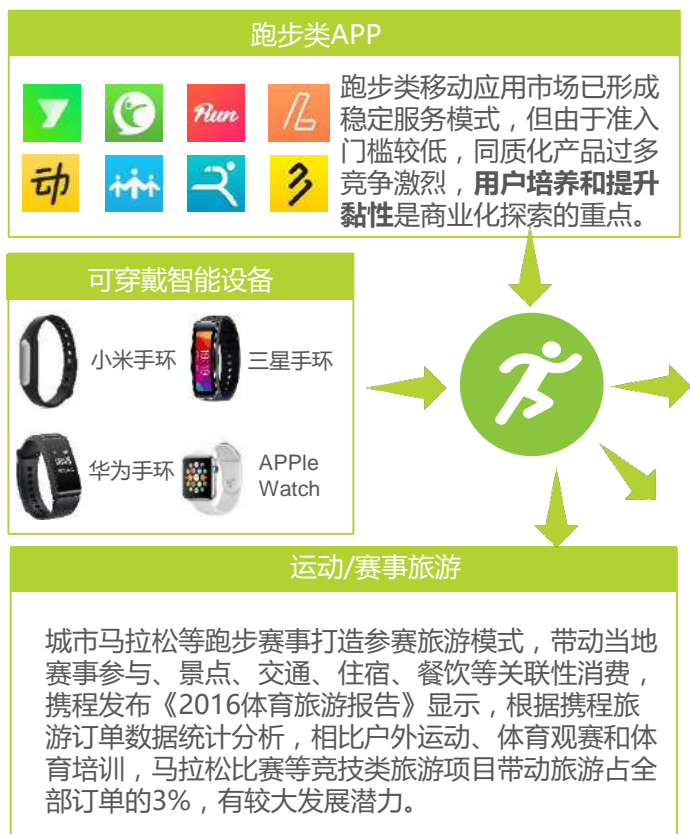 跑步类APP
Run
动
跑步类移动应用市场已形成
稳定服务模式，但由于准入
门槛较低，同质化产品过多
竞争激烈，用户培养和提升
黏性是商业化探索的重点。
可穿戴智能设备
小米手环
三星手环
19:19
华为手环
APPle
Watch
运动/赛事旅游
城市马拉松等跑步赛事打造参赛旅游模式，带动当地
赛事参与、景点、交通、住宿、餐饮等关联性消费，
携程发布《2016体育旅游报告》显示，根据携程旅
游订单数据统计分析，相比户外运动、体育观赛和体
育培训，马拉松比赛等竞技类旅游项目带动旅游占全
部订单的3%，有较大发展潜力。